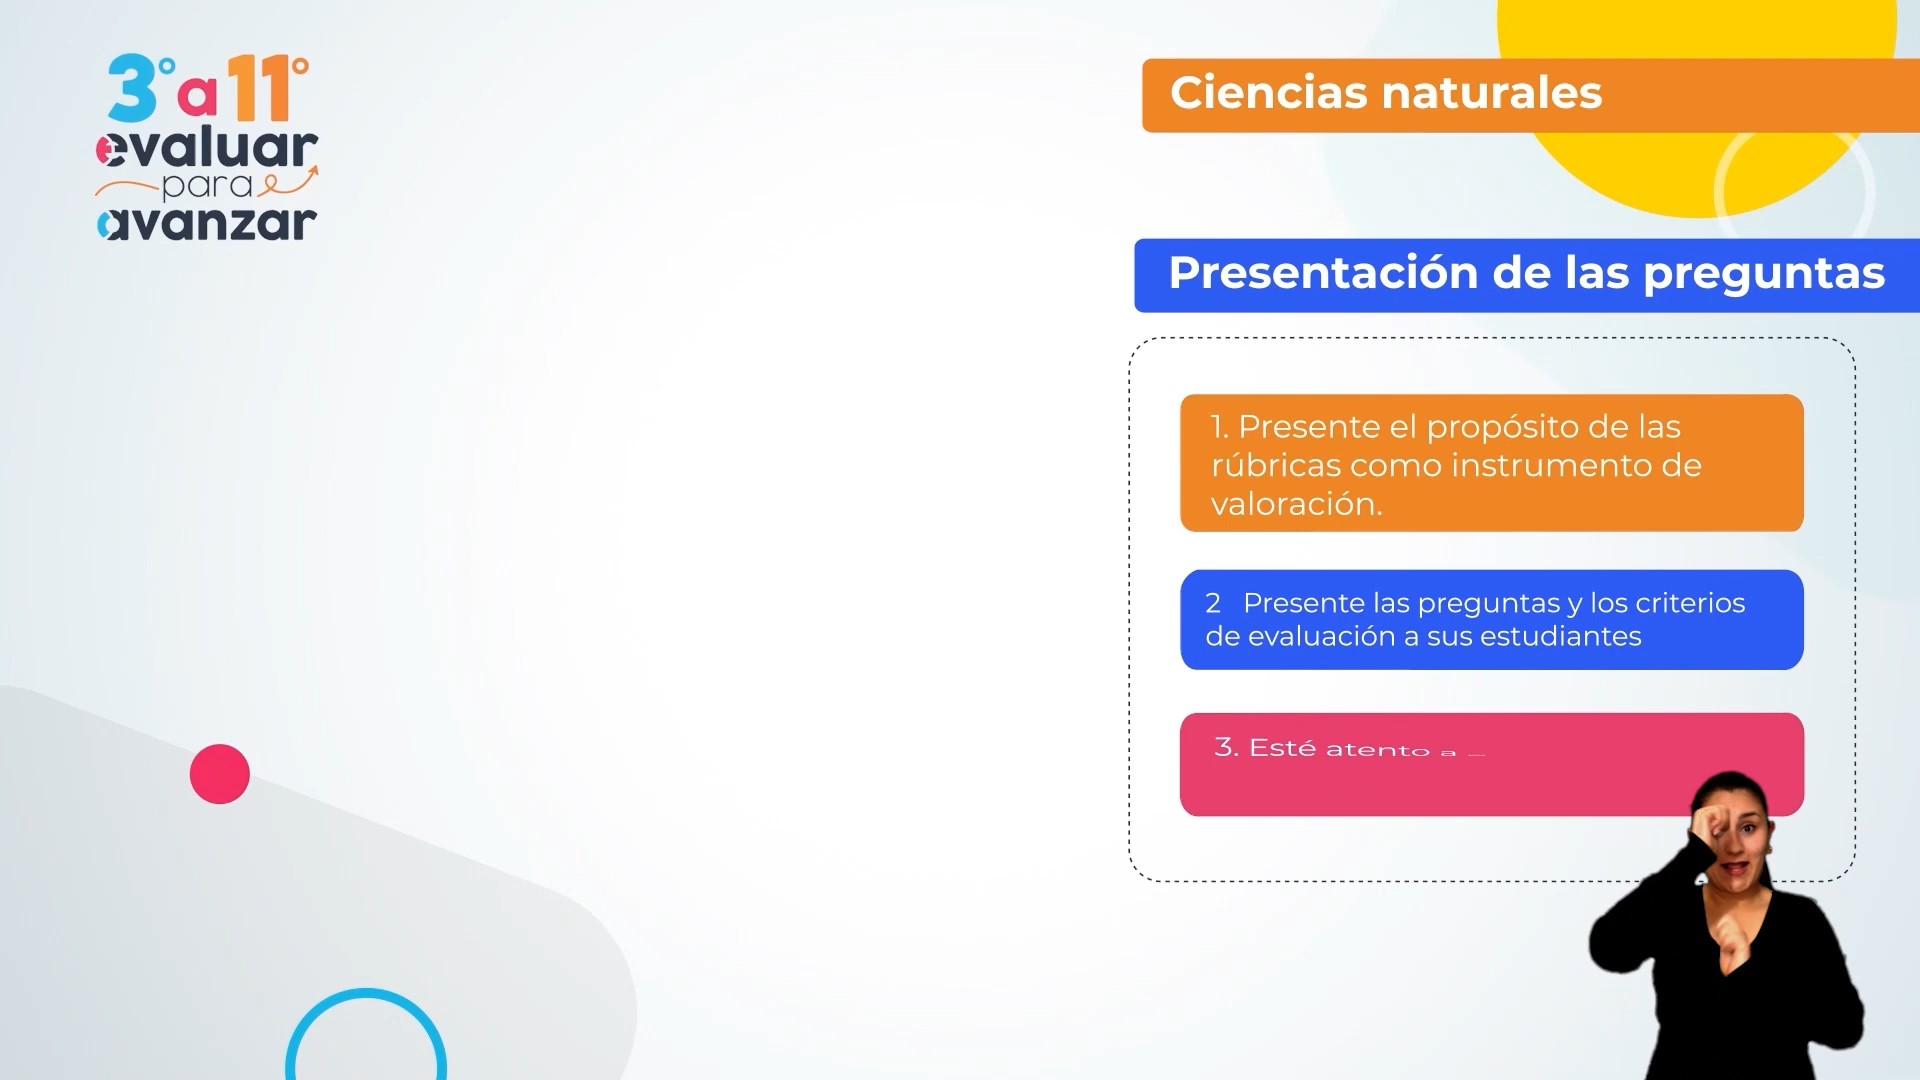 3° a 11°
evaluar
para
avanzar
Ciencias naturales
Presentación de las preguntas
1. Presente el propósito de las
rúbricas como instrumento de
valoración.
2 Presente las preguntas y los criterios
de evaluación a sus estudiantes
3. Esté atento a